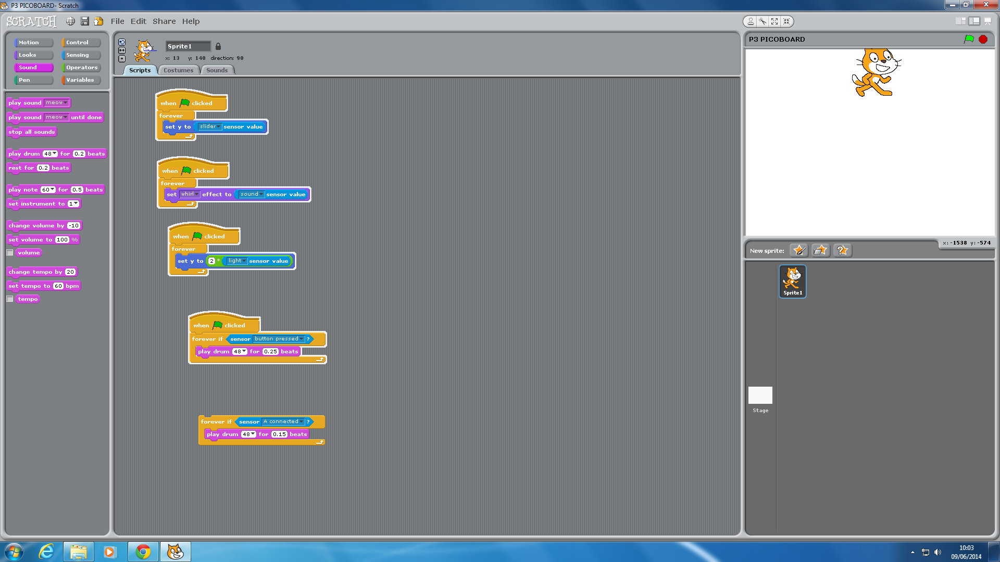 P3 PICOBOARD- Scratch
SCRATCH File Edit Share Help
Motion Control
Looks Sensing
Sound Operators
Pen Variables
play sound meow
play sound meow until done
stop all sounds
play drum 48 for 0.2 beats
rest for 0.2 beats
play note 60 for 0.5 beats
set instrument to 1
change volume by -10
set volume to 100 %
volume
change tempo by 20
set tempo to 60 bpm
tempo
Sprite1
x: 13 y: 140 direction: 90
Scripts Costumes Sounds
when clicked
forever
set y to slider sensor value
when clicked
forever
set whirl effect to sound sensor value
when clicked
forever
set y to 2 * light sensor value
when clicked
forever if sensor button pressed ?
play drum 48 for 0.25 beats
forever if sensor A connected ?
play drum 48 for 0.15 beats
P3 PICOBOARD
x: -1538 y: -574
New sprite:
Sprite1
Stage
10:03
09/06/2014